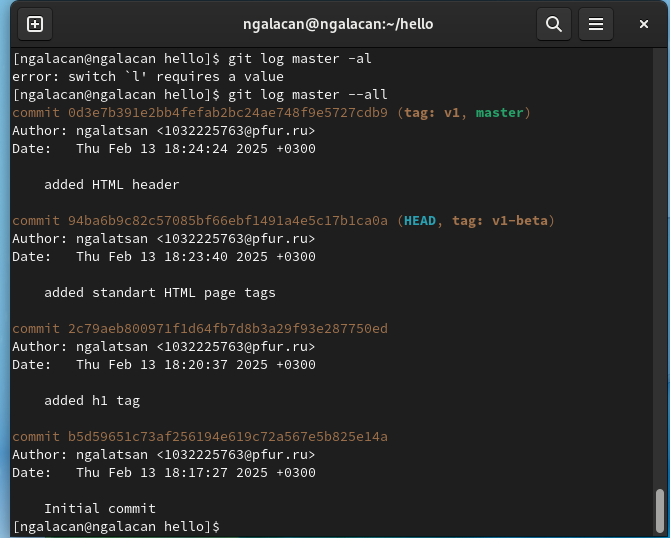 ngalacan@ngalacan:~/hello
[ngalacan@ngalacan hello]$ git log master -al
error: switch `l' requires a value
[ngalacan@ngalacan hello]$ git log master --all
commit 0d3e7b391e2bb4fefab2bc24ae748f9e5727cdb9 (tag: v1, master)
Author: ngalatsan <1032225763@pfur.ru>
Date:   Thu Feb 13 18:24:24 2025 +0300
    added HTML header
commit 94ba6b9c82c57085bf66ebf1491a4e5c17b1ca0a (HEAD, tag: v1-beta)
Author: ngalatsan <1032225763@pfur.ru>
Date:   Thu Feb 13 18:23:40 2025 +0300
    added standart HTML page tags
commit 2c79aeb800971f1d64fb7d8b3a29f93e287750ed
Author: ngalatsan <1032225763@pfur.ru>
Date:   Thu Feb 13 18:20:37 2025 +0300
    added h1 tag
commit b5d59651c73af256194e619c72a567e5b825e14a
Author: ngalatsan <1032225763@pfur.ru>
Date:   Thu Feb 13 18:17:27 2025 +0300
    Initial commit
[ngalacan@ngalacan hello]$